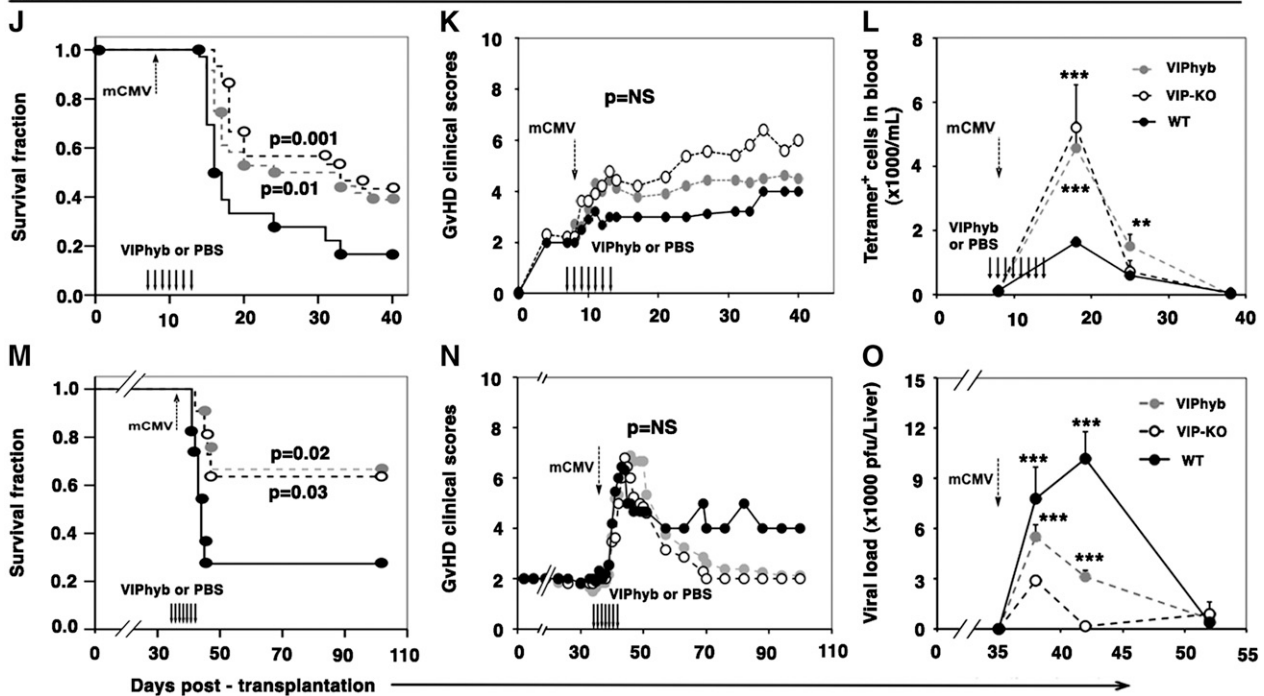 J
Survival fraction
1.0
0.8
0.6
0.4
0.2
0.0
mCMV
p=0.001
p=0.01
VIPhyb or PBS
0 10 20 30 40
K
GvHD clinical scores
10
8
6
4
2
0
p=NS
mCMV
VIPhyb or PBS
0 10 20 30 40
L
Tetramer+ cells in blood
(x1000/mL)
8
6
4
2
0
***
VIPhyb
VIP-KO
WT
mCMV
***
**
VIPhyb
or PBS
0 10 20 30 40
M
Survival fraction
1.0
0.8
0.6
0.4
0.2
0.0
mCMV
p=0.02
p=0.03
VIPhyb or PBS
0 30 50 70 90 110
N
GvHD clinical scores
10
8
6
4
2
0
p=NS
mCMV
VIPhyb or PBS
0 30 50 70 90 110
O
Viral load (x1000 pfu/Liver)
15
12
9
6
3
0
VIPhyb
VIP-KO
WT
mCMV
***
***
***
***
0 35 45 55
Days post - transplantation